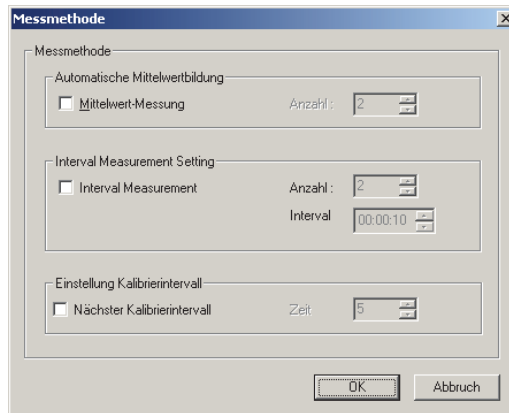 Messmethode
Messmethode
Automatische Mittelwertbildung
Mittelwert-Messung Anzahl : 2
Interval Measurement Setting
Interval Measurement Anzahl : 2
Interval 00:00:10
Einstellung Kalibrierintervall
Nächster Kalibrierintervall Zeit 5
OK Abbruch